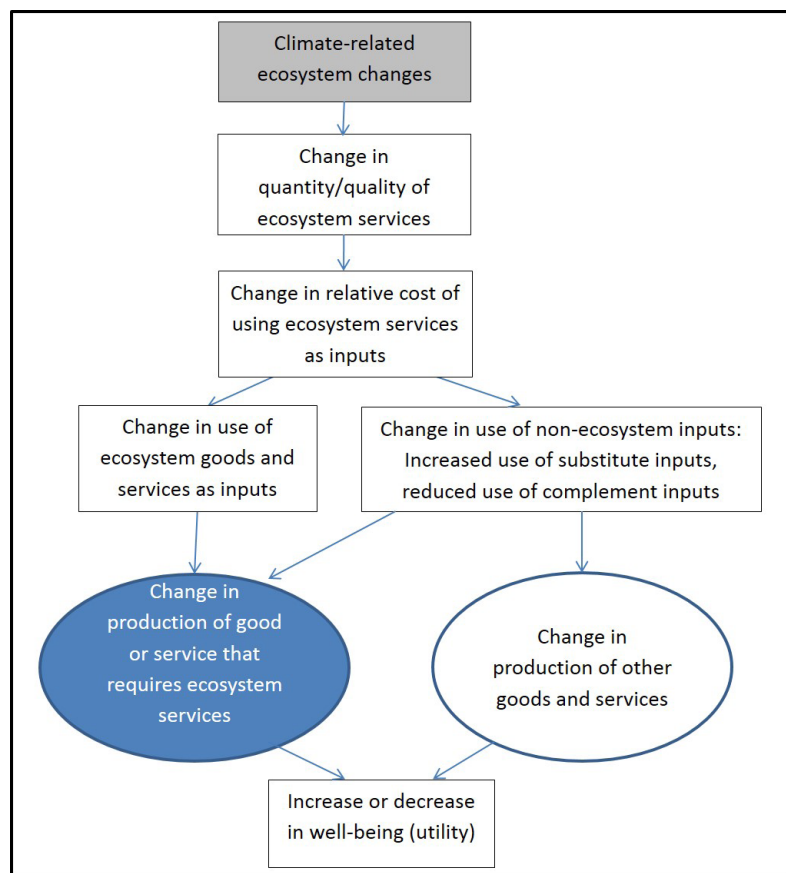 Climate-related
ecosystem changes
Change in
quantity/quality of
ecosystem services
Change in relative cost of
using ecosystem services
as inputs
Change in use of
ecosystem goods and
services as inputs
Change in use of non-ecosystem inputs:
Increased use of substitute inputs,
reduced use of complement inputs
Change in
production of good
or service that
requires ecosystem
services
Change in
production of other
goods and services
Increase or decrease
in well-being (utility)